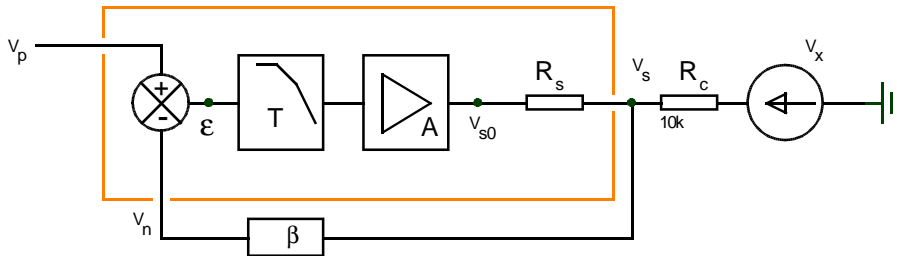 Vp
+
-
ε
T
A
Vs0
Rs
Vs
Rc
10k
Vx
Vn
β